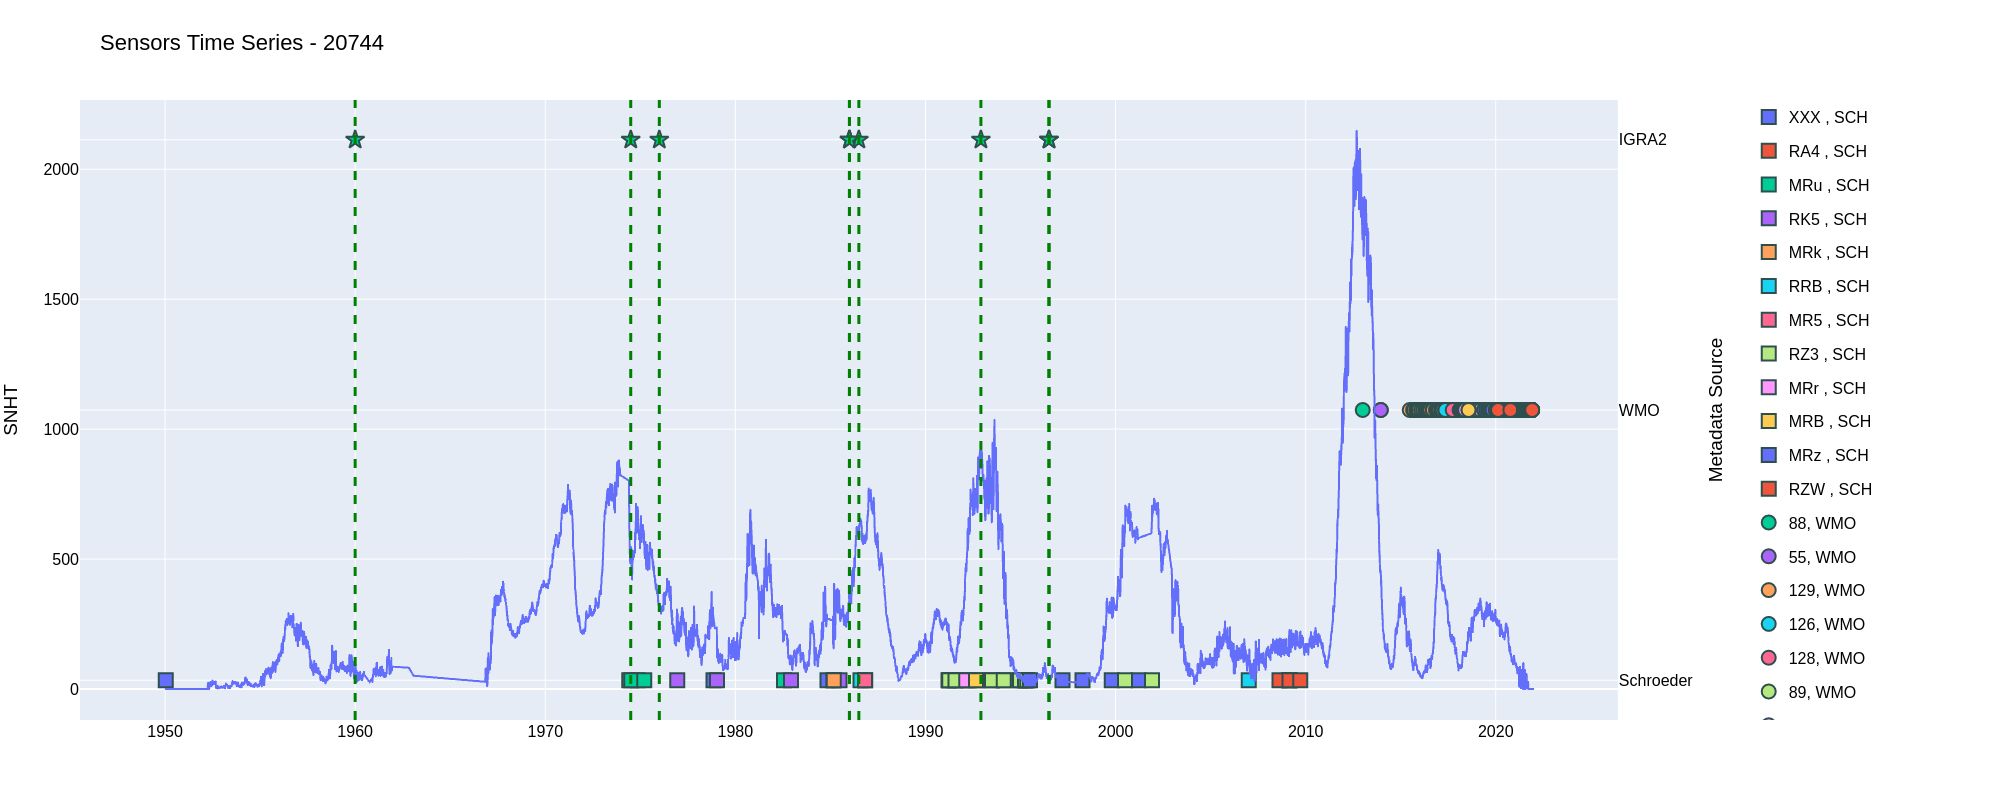 Sensors Time Series - 20744
SNHT
2000
1500
1000
500
0
1950
1960
1970
1980
1990
2000
2010
2020
IGRA2
WMO
Schroeder
Metadata Source
XXX , SCH
RA4 , SCH
MRu , SCH
RK5 , SCH
MRk , SCH
RRB , SCH
MR5 , SCH
RZ3 , SCH
MRr , SCH
MRB , SCH
MRz , SCH
RZW , SCH
88, WMO
55, WMO
129, WMO
126, WMO
128, WMO
89, WMO